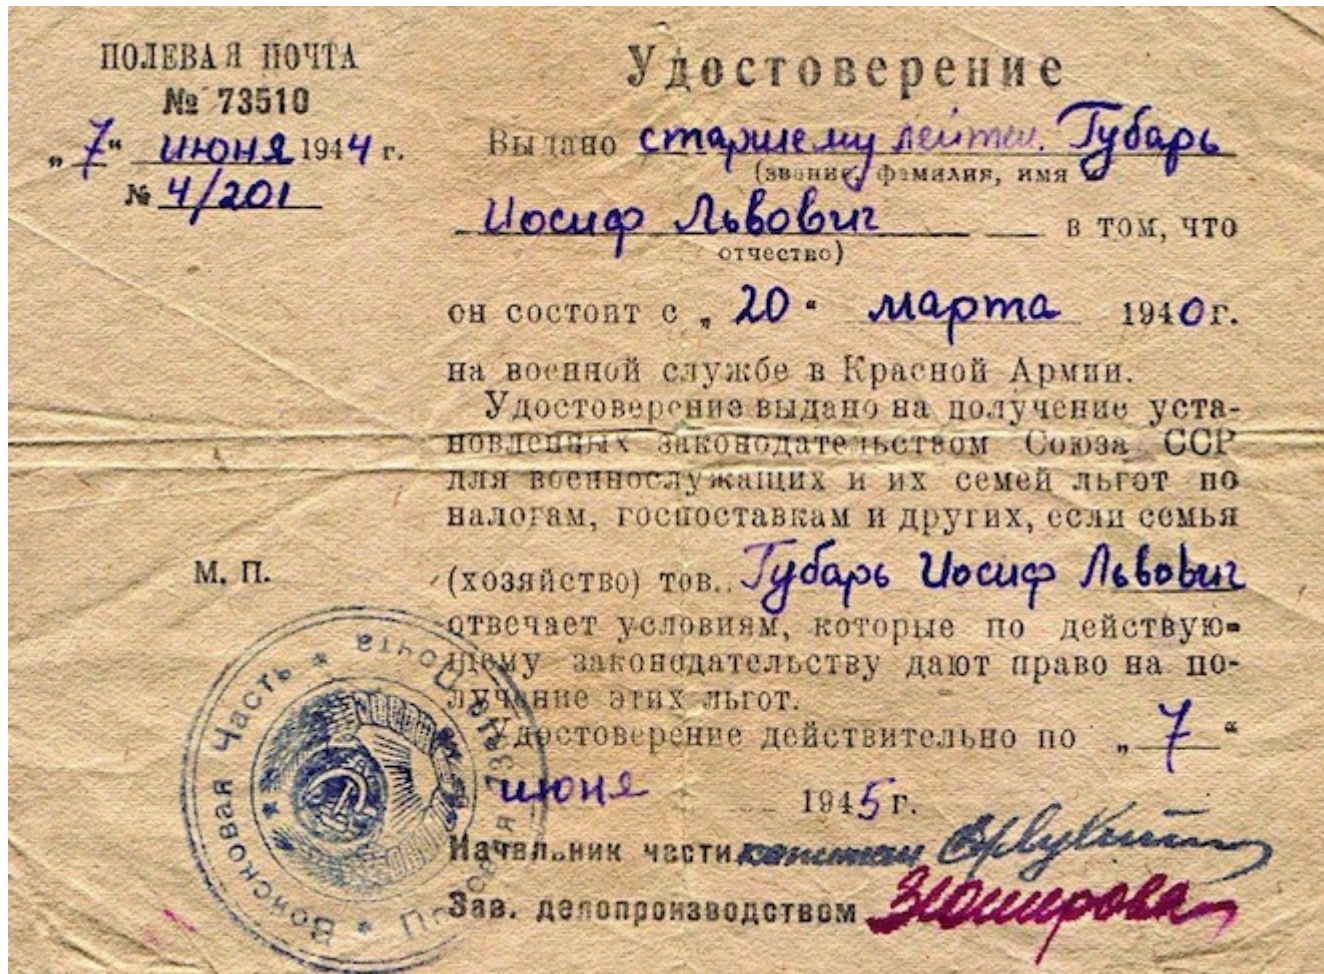 ПОЛЕВАЯ ПОЧТА
№ 73510
„7“ июня 1944 г.
№ 4/201
Удостоверение
Выдано старшему лейтен. Губарь
(звание, фамилия, имя и
Иосиф Львович в том, что
отчество)
он состоит с „20“ марта 1940 г.
на военной службе в Красной Армии.
Удостоверение выдано на получение уста-
новленных законодательством Союза ССР
для военнослужащих и их семей льгот по
налогам, госпоставкам и других, если семья
(хозяйство) тов. Губарь Иосиф Львович
отвечает условиям, которые по действую-
щему законодательству дают право на по-
лучение этих льгот.
Удостоверение действительно по „7“
июня 1945 г.
Начальник части капитан
Зав. делопроизводством
М. П.
Войсковая Часть * Полевая Почта *